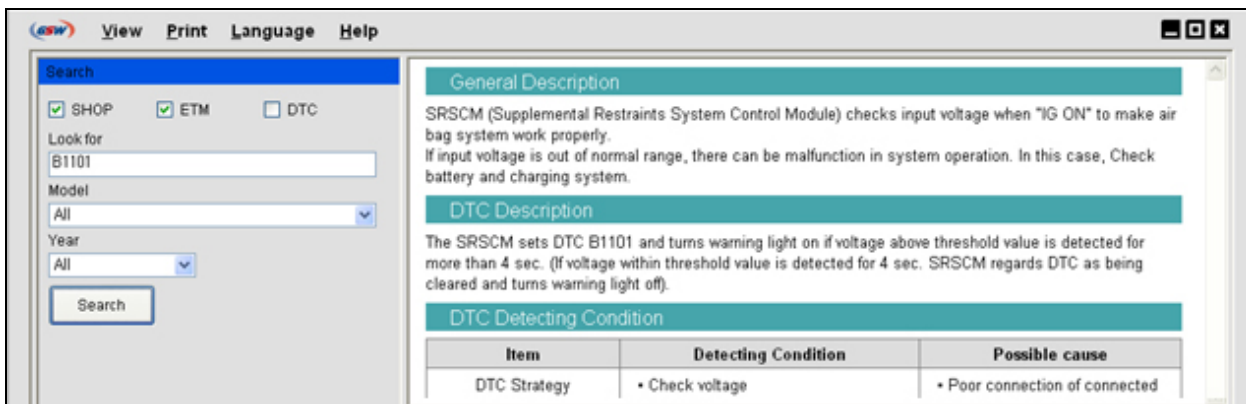 GSW View Print Language Help
Search
SHOP ETM DTC
Look for
B1101
Model
All
Year
All
Search
General Description
SRSCM (Supplemental Restraints System Control Module) checks input voltage when "IG ON" to make air
bag system work properly.
If input voltage is out of normal range, there can be malfunction in system operation. In this case, Check
battery and charging system.
DTC Description
The SRSCM sets DTC B1101 and turns warning light on if voltage above threshold value is detected for
more than 4 sec. (If voltage within threshold value is detected for 4 sec. SRSCM regards DTC as being
cleared and turns warning light off).
DTC Detecting Condition
Item Detecting Condition Possible cause
DTC Strategy • Check voltage • Poor connection of connected